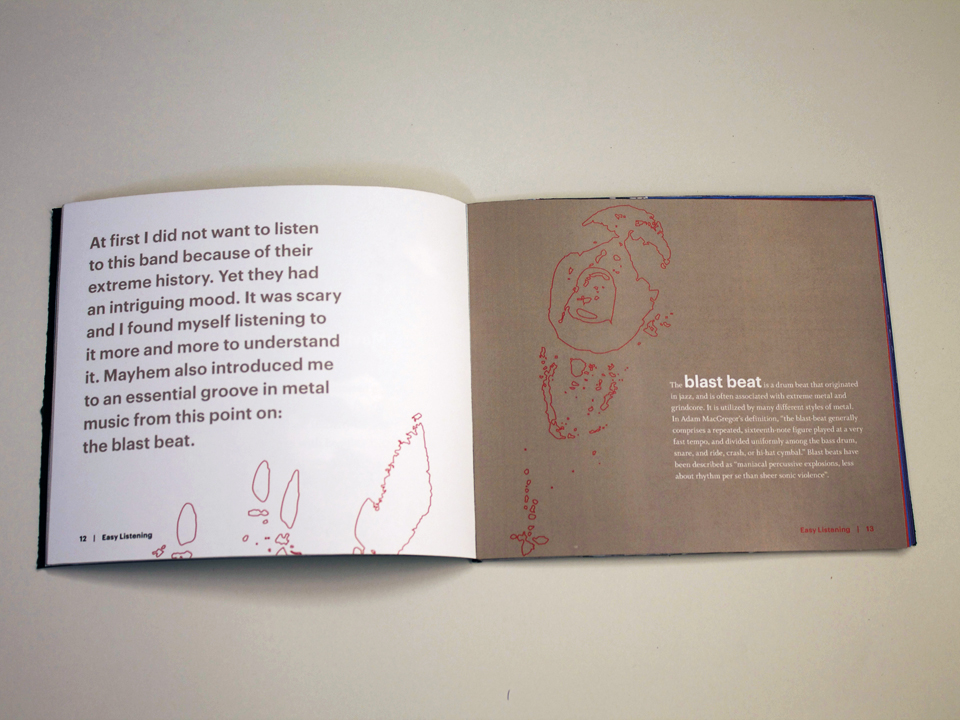 At first I did not want to listen
to this band because of their
extreme history. Yet they had
an intriguing mood. It was scary
and I found myself listening to
it more and more to understand
it. Mayhem also introduced me
to an essential groove in metal
music from this point on:
the blast beat.
12 | Easy Listening
The blast beat is a drum beat that originated
in jazz, and is often associated with extreme metal and
grindcore. It is utilized by many different styles of metal.
In Adam MacGregor's definition, "the blast-beat generally
comprises a repeated, sixteenth-note figure played at a very
fast tempo, and divided uniformly among the bass drum,
snare, and ride, crash, or hi-hat cymbal." Blast beats have
been described as "maniacal percussive explosions, less
about rhythm per se than sheer sonic violence".
Easy Listening | 13